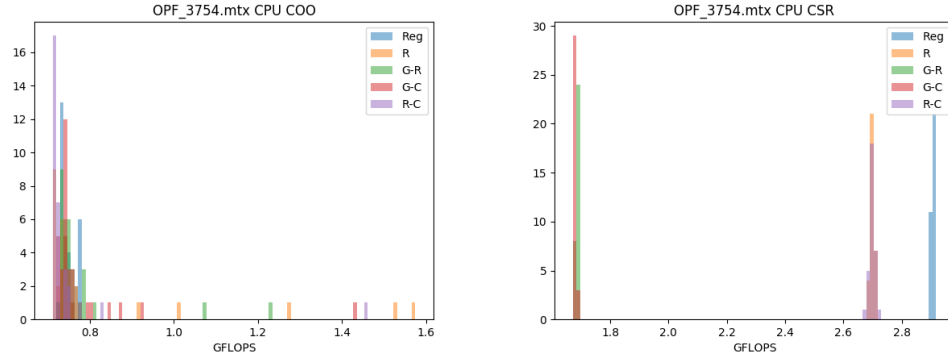 OPF_3754.mtx CPU COO
16
14
12
10
8
6
4
2
0
0.8
1.0
1.2
1.4
1.6
GFLOPS
Reg
R
G-R
G-C
R-C
OPF_3754.mtx CPU CSR
30
25
20
15
10
5
0
1.8
2.0
2.2
2.4
2.6
2.8
GFLOPS
Reg
R
G-R
G-C
R-C